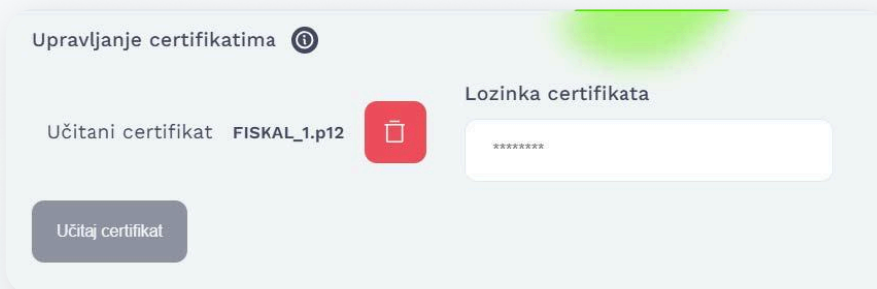 Upravljanje certifikatima
Lozinka certifikata
Učitani certifikat FISKAL_1.p12
********
Učitaj certifikat